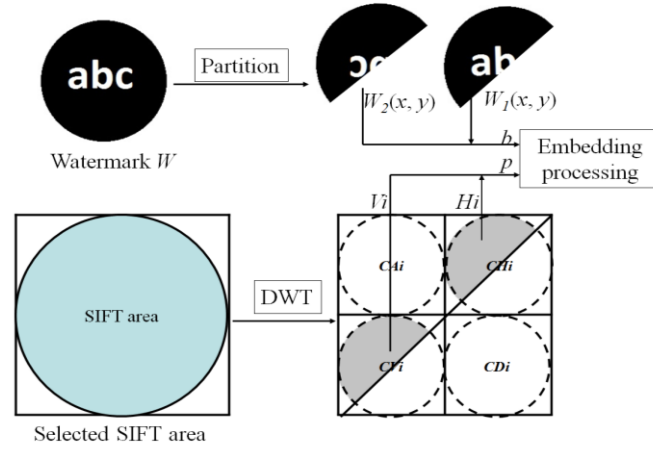 abc
Partition
ab
W₂(x, y)
W₁(x, y)
b
p
Embedding
processing
Watermark W
Vi
Hi
SIFT area
DWT
CAi
CHi
CVi
CDi
Selected SIFT area